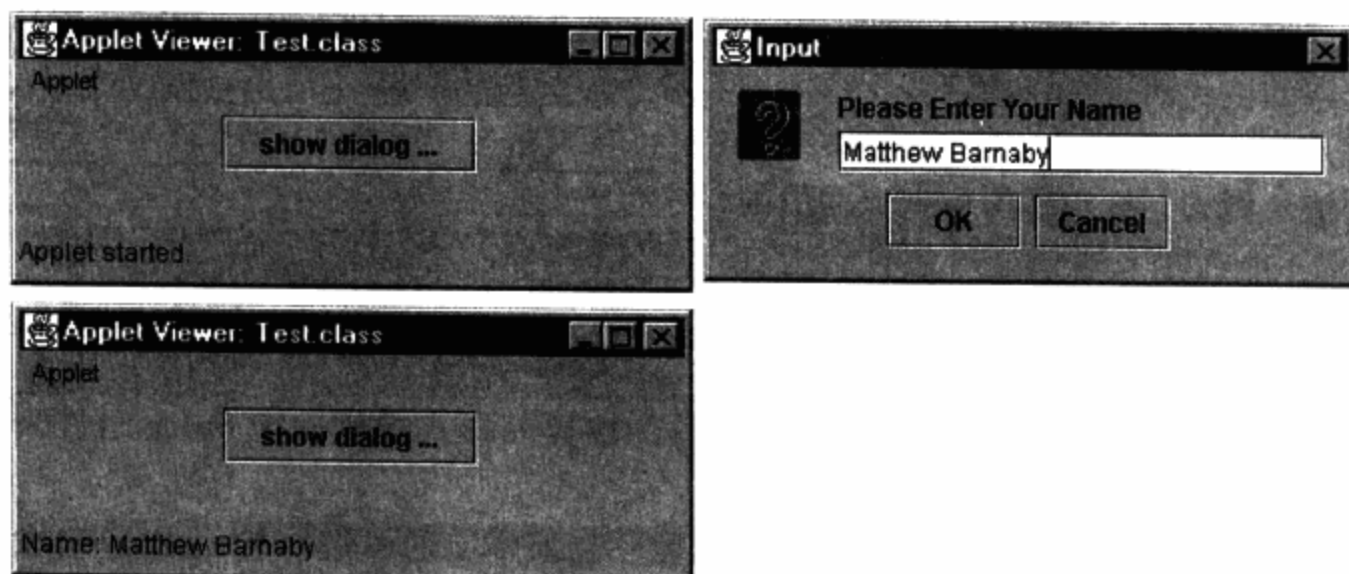 Applet Viewer: Test.class
Applet
show dialog ...
Applet started.
Input
Please Enter Your Name
Matthew Barnaby
OK
Cancel
Applet Viewer: Test.class
Applet
show dialog ...
Name: Matthew Barnaby